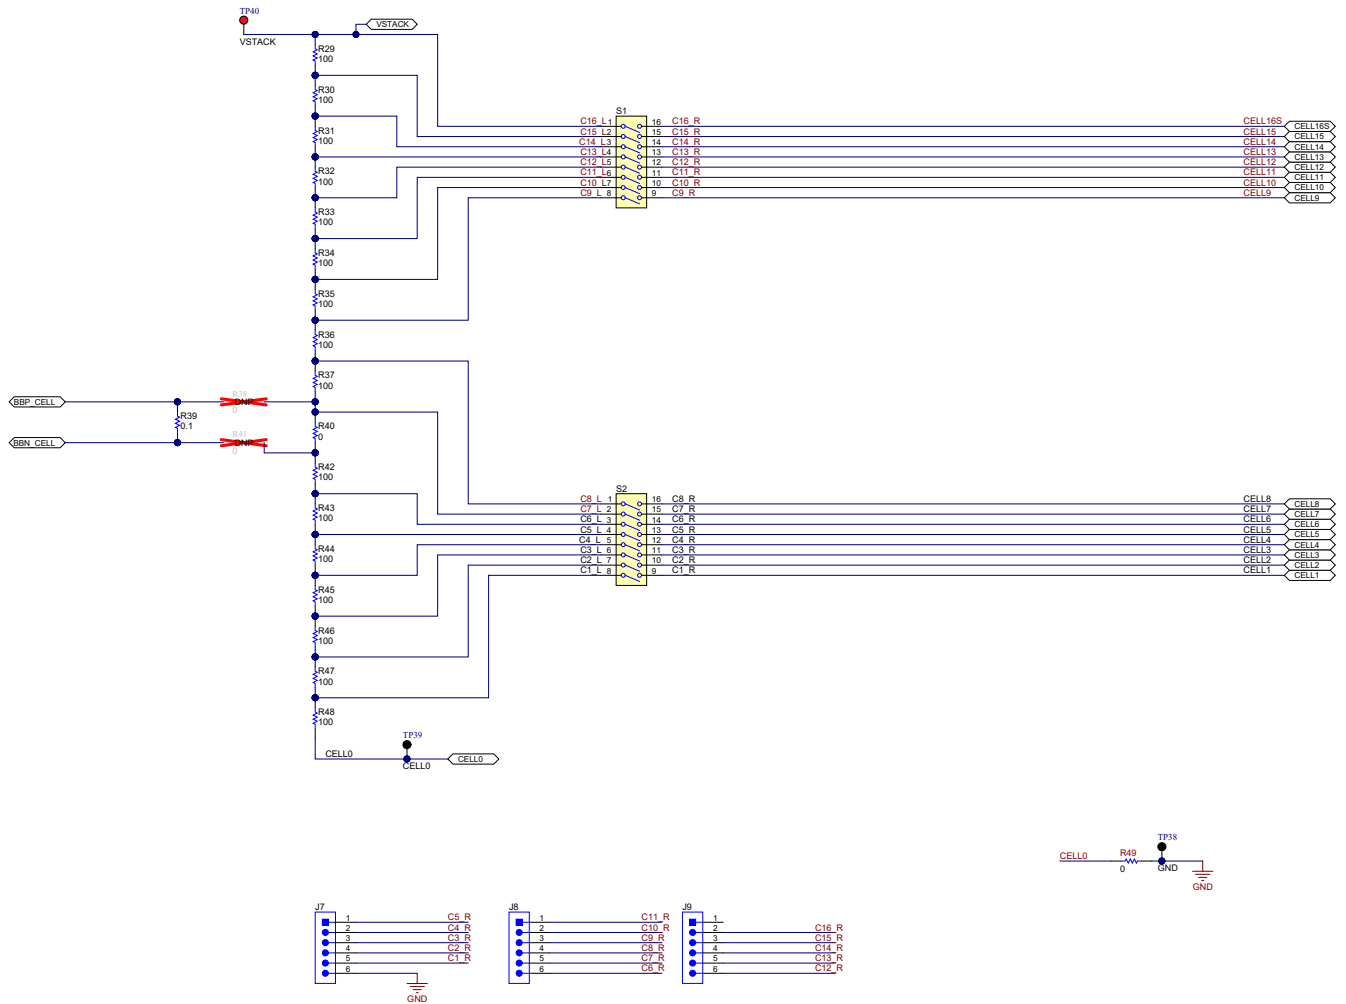 TP40
VSTACK
VSTACK
R29
100
R30
100
R31
100
R32
100
R33
100
R34
100
R35
100
R36
100
R37
100
BBP_CELL
R38
DNP
0
R39
0.1
R40
0
BBN_CELL
R41
DNP
0
R42
100
R43
100
R44
100
R45
100
R46
100
R47
100
R48
100
CELL0
TP39
CELL0
CELL0
S1
C16_L 1 16 C16_R CELL16S CELL16S
C15_L 2 15 C15_R CELL15 CELL15
C14_L 3 14 C14_R CELL14 CELL14
C13_L 4 13 C13_R CELL13 CELL13
C12_L 5 12 C12_R CELL12 CELL12
C11_L 6 11 C11_R CELL11 CELL11
C10_L 7 10 C10_R CELL10 CELL10
C9_L 8 9 C9_R CELL9 CELL9
S2
C8_L 1 16 C8_R CELL8 CELL8
C7_L 2 15 C7_R CELL7 CELL7
C6_L 3 14 C6_R CELL6 CELL6
C5_L 4 13 C5_R CELL5 CELL5
C4_L 5 12 C4_R CELL4 CELL4
C3_L 6 11 C3_R CELL3 CELL3
C2_L 7 10 C2_R CELL2 CELL2
C1_L 8 9 C1_R CELL1 CELL1
TP38
CELL0
R49
0
GND
GND
J7
1 C5_R
2 C4_R
3 C3_R
4 C2_R
5 C1_R
6
GND
J8
1 C11_R
2 C10_R
3 C9_R
4 C8_R
5 C7_R
6 C6_R
J9
1
2 C16_R
3 C15_R
4 C14_R
5 C13_R
6 C12_R